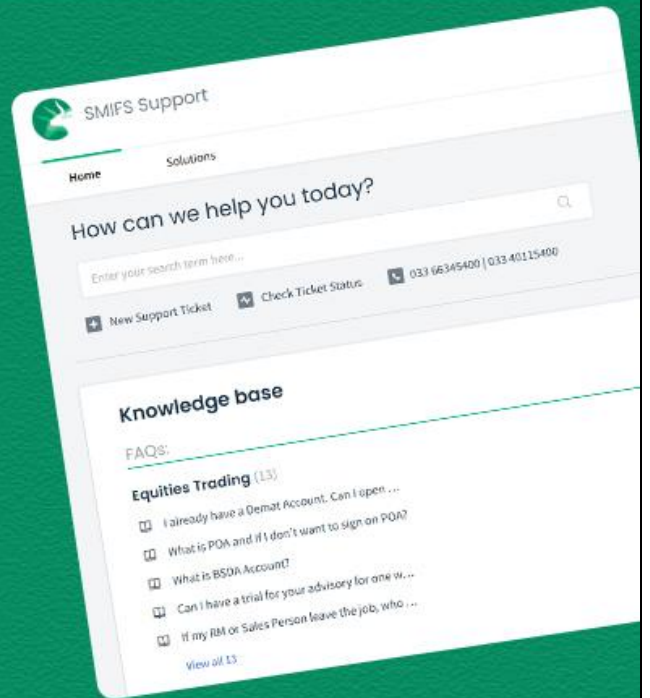 SMIFS Support
Home Solutions
How can we help you today?
Enter your search term here...
New Support Ticket Check Ticket Status 033 66345400 | 033 40115400
Knowledge base
FAQs:
Equities Trading (13)
I already have a Demat Account. Can I open ...
What is POA and if I don't want to sign on POA?
What is BSDA Account?
Can I have a trial for your advisory for one w...
If my RM or Sales Person leave the job, who ...
View all 13